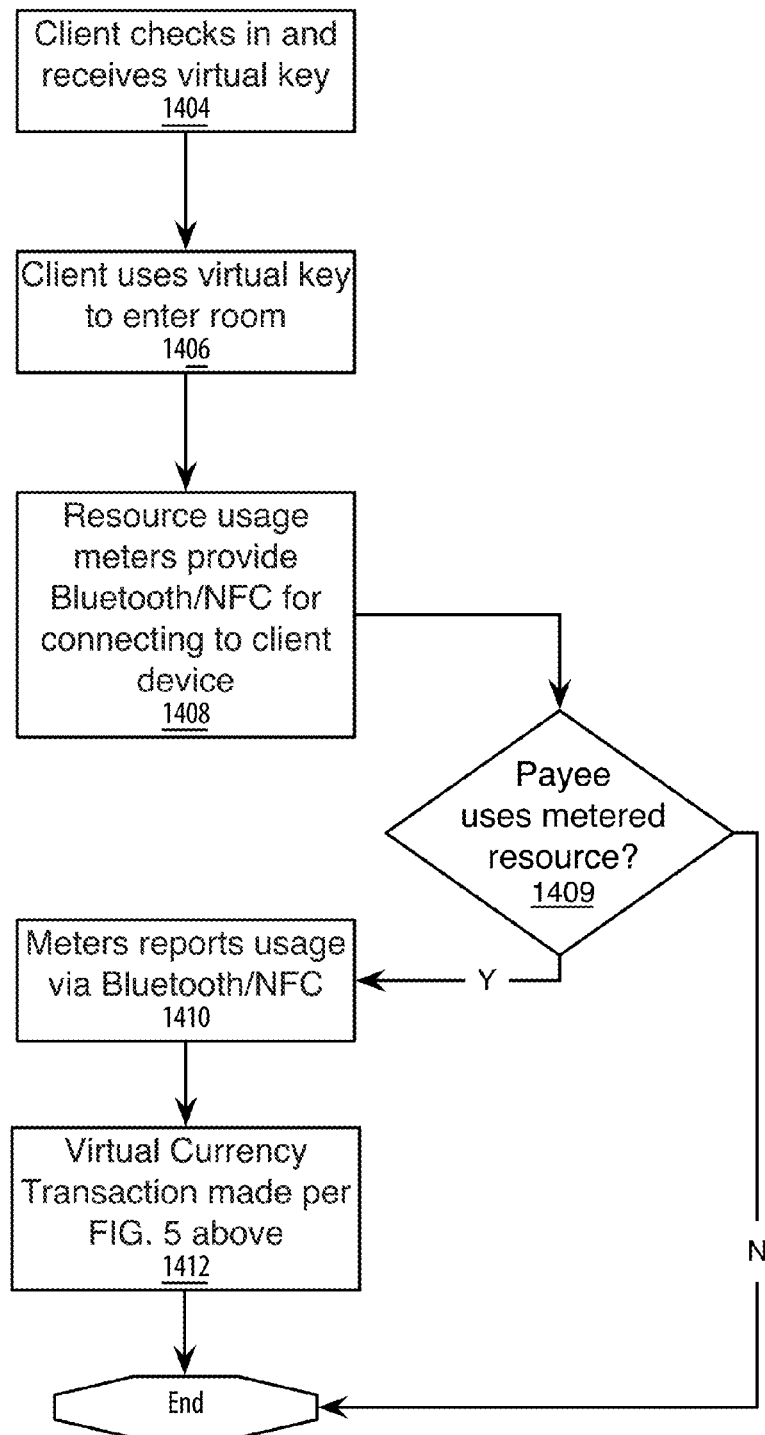 Client checks in and
receives virtual key
1404
Client uses virtual key
to enter room
1406
Resource usage
meters provide
Bluetooth/NFC for
connecting to client
device
1408
Payee
uses metered
resource?
1409
Meters reports usage
via Bluetooth/NFC
1410
Y
Virtual Currency
Transaction made per
FIG. 5 above
1412
N
End